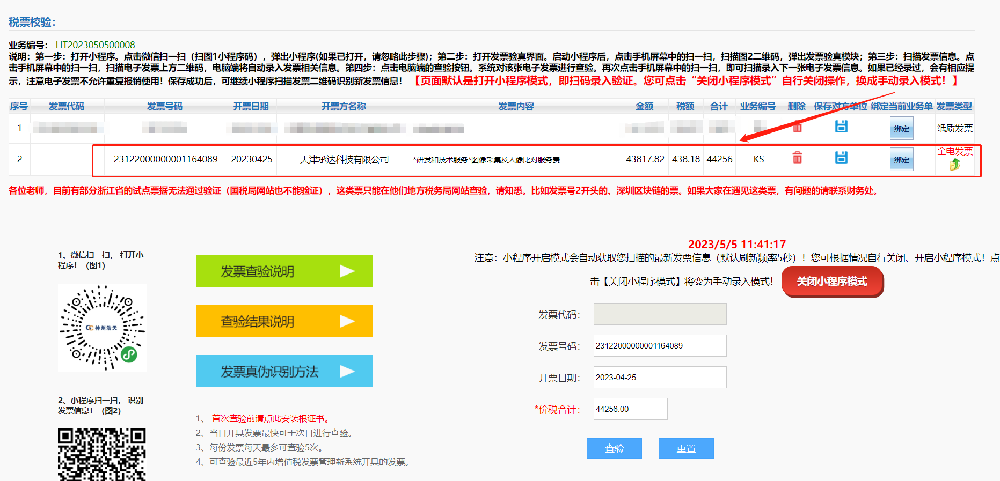 税票校验：
业务编号： HT2023050500008
说明：第一步：打开小程序。点击微信扫一扫（扫图1小程序码），弹出小程序(如果已打开，请忽略此步骤)；第二步：打开发票验真界面。启动小程序后，点击手机屏幕中的扫一扫，扫描图2二维码，弹出发票验真模块；第三步：扫描发票信息。点
击手机屏幕中的扫一扫，扫描电子发票上方二维码，电脑端将自动录入发票相关信息。第四步：点击电脑端的查验按钮。系统对该张电子发票进行查验。再次点击手机屏幕中的扫一扫，即可扫描录入下一张电子发票信息。如果已经录过，会有相应提
示，注意电子发票不允许重复报销使用！保存成功后，可继续小程序扫描发票二维码识别新发票信息！ 【页面默认是打开小程序模式，即扫码录入验证。您可点击“关闭小程序模式”自行关闭操作，换成手动录入模式！】
序号 发票代码 发票号码 开票日期 开票方名称 发票内容 金额 税额 合计 业务编号 删除 保存对方单位 绑定当前业务单 发票类型
1 绑定 纸质发票
2 23122000000001164089 20230425 天津承达科技有限公司 *研发和技术服务*图像采集及人像比对服务费 43817.82 438.18 44256 KS 绑定 全电发票
各位老师，目前有部分浙江省的试点票据无法通过验证（国税局网站也不能验证），这类票只能在他们地方税务局网站查验，请知悉。比如发票号2开头的、深圳区块链的票。如果大家在遇见这类票，有问题的请联系财务处。
1、微信扫一扫， 打开小
程序！（图1）
神州浩天
2、小程序扫一扫， 识别
发票信息！（图2）
发票查验说明
查验结果说明
发票真伪识别方法
1、 首次查验前请点此安装根证书。
2、当日开具发票最快可于次日进行查验。
3、每份发票每天最多可查验5次。
4、可查验最近5年内增值税发票管理新系统开具的发票。
2023/5/5 11:41:17
注意：小程序开启模式会自动获取您扫描的最新发票信息（默认刷新频率5秒）！您可根据情况自行关闭、开启小程序模式！点
击【关闭小程序模式】将变为手动录入模式！ 关闭小程序模式
发票代码：
发票号码： 23122000000001164089
开票日期： 2023-04-25
*价税合计： 44256.00
查验 重置